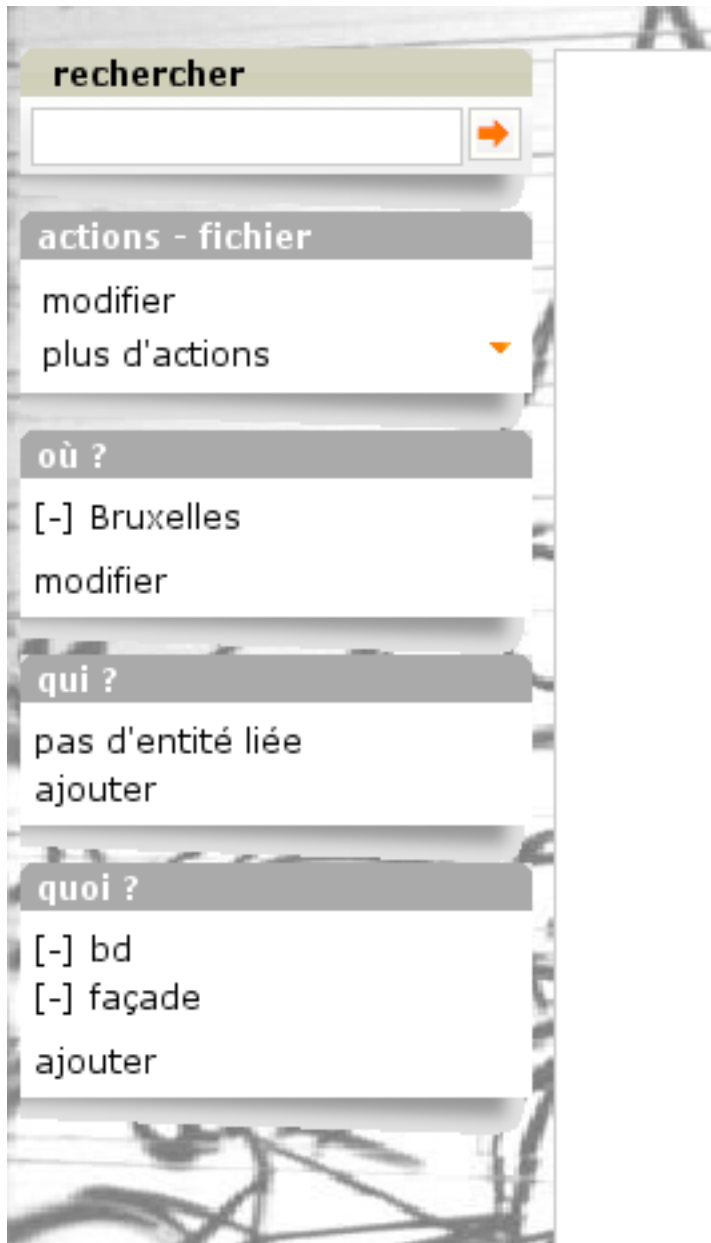 rechercher
actions - fichier
modifier
plus d'actions
où ?
[-] Bruxelles
modifier
qui ?
pas d'entité liée
ajouter
quoi ?
[-] bd
[-] façade
ajouter